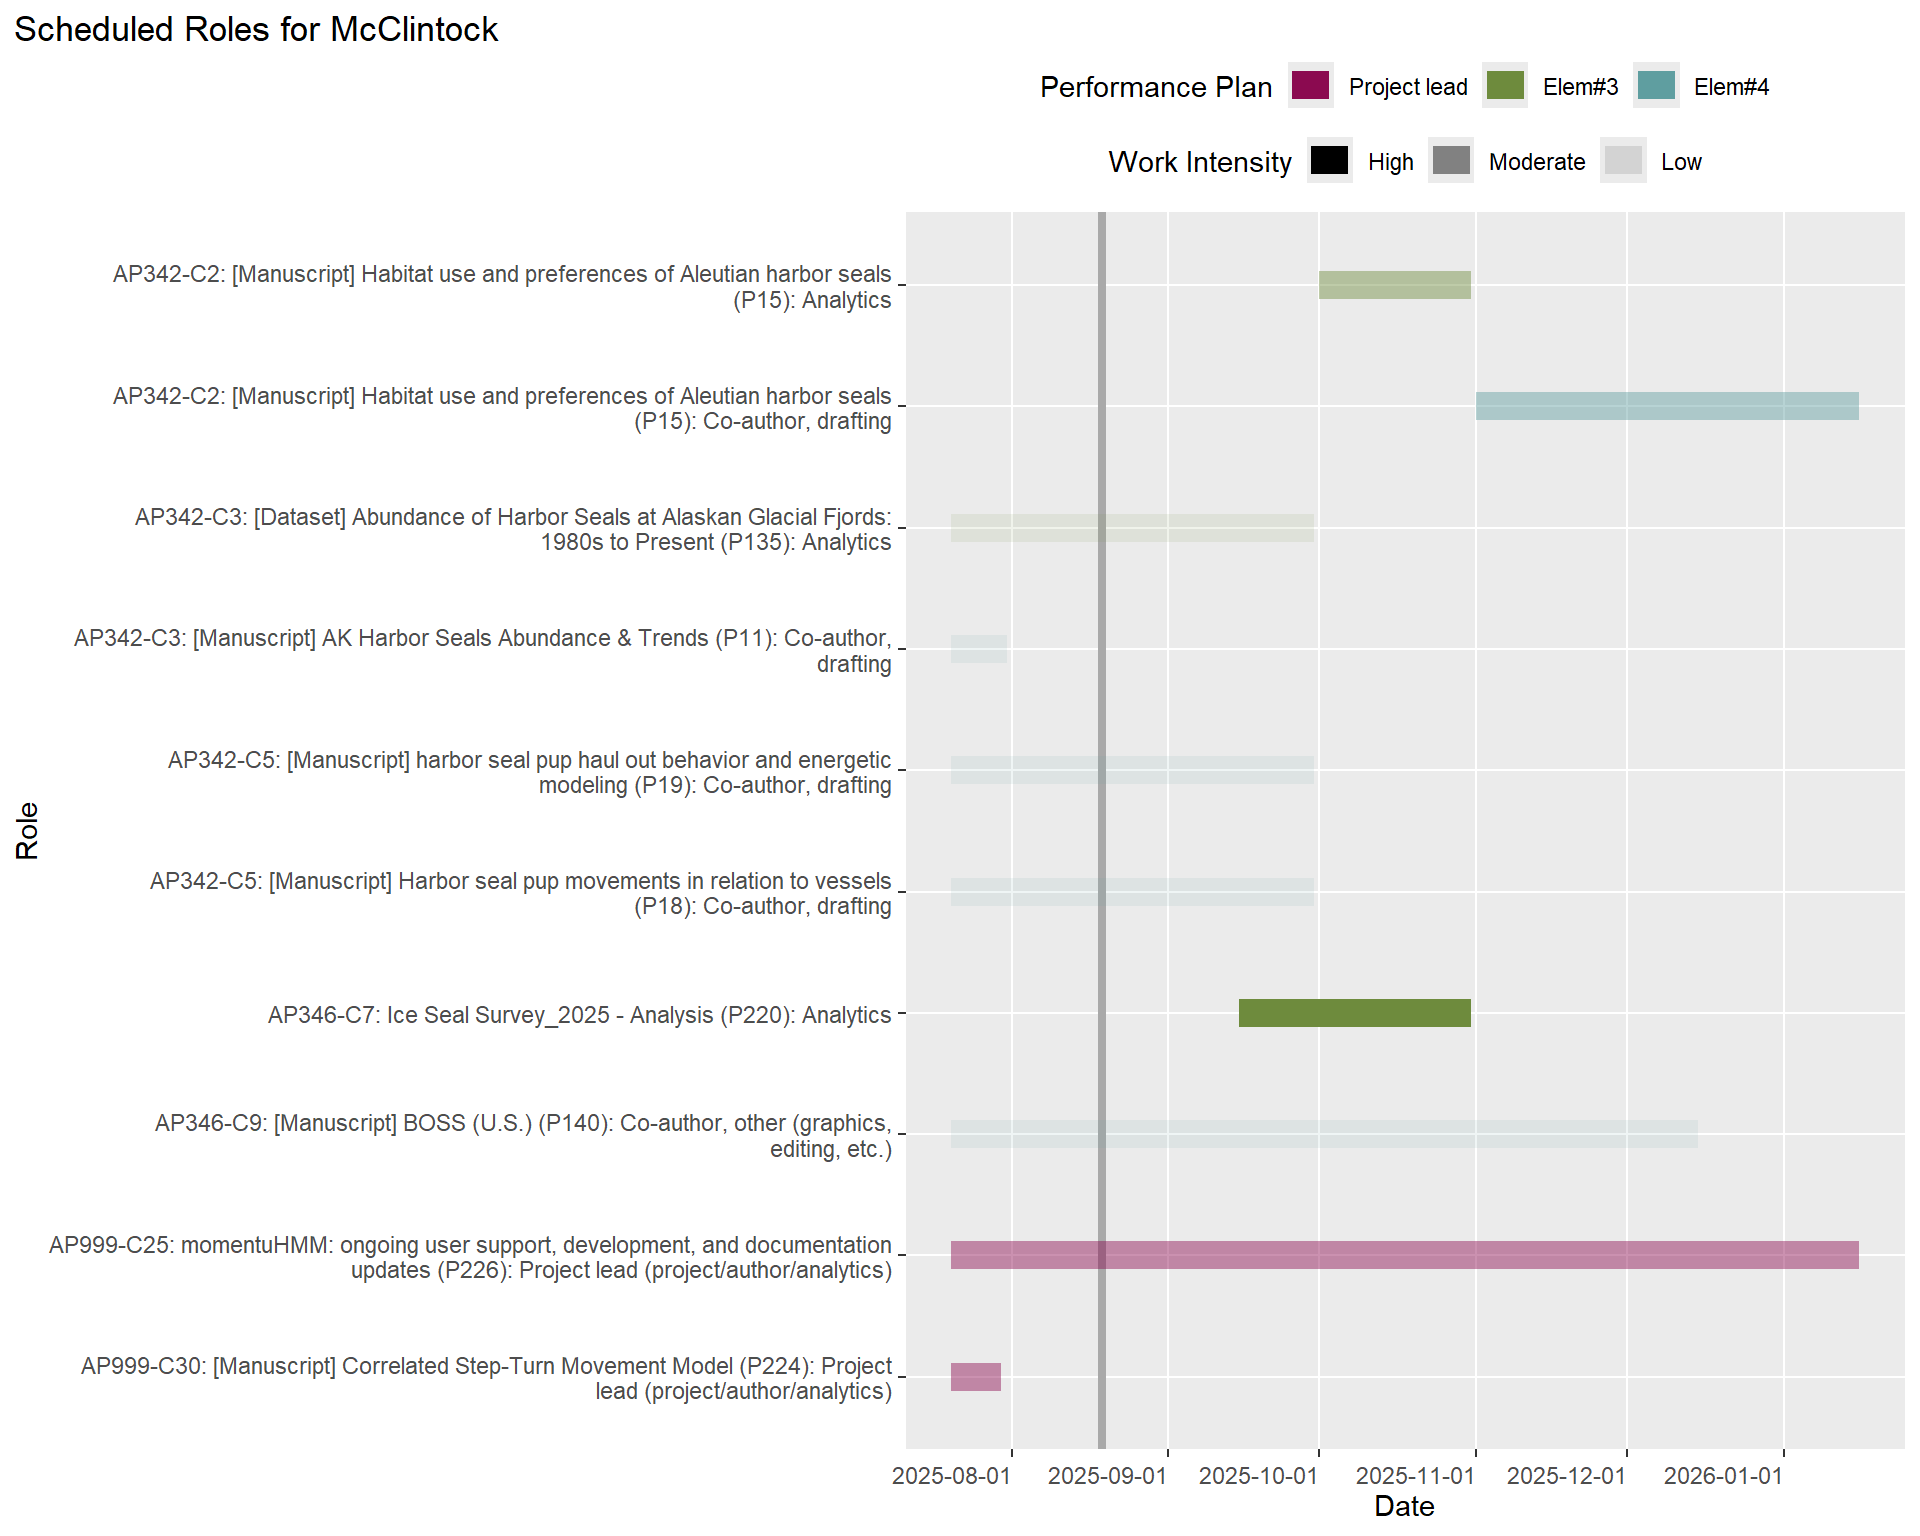 Scheduled Roles for McClintock
Performance Plan Project lead Elem#3 Elem#4
Work Intensity High Moderate Low
AP342-C2: [Manuscript] Habitat use and preferences of Aleutian harbor seals
(P15): Analytics
AP342-C2: [Manuscript] Habitat use and preferences of Aleutian harbor seals
(P15): Co-author, drafting
AP342-C3: [Dataset] Abundance of Harbor Seals at Alaskan Glacial Fjords:
1980s to Present (P135): Analytics
AP342-C3: [Manuscript] AK Harbor Seals Abundance & Trends (P11): Co-author,
drafting
AP342-C5: [Manuscript] harbor seal pup haul out behavior and energetic
modeling (P19): Co-author, drafting
AP342-C5: [Manuscript] Harbor seal pup movements in relation to vessels
(P18): Co-author, drafting
AP346-C7: Ice Seal Survey_2025 - Analysis (P220): Analytics
AP346-C9: [Manuscript] BOSS (U.S.) (P140): Co-author, other (graphics,
editing, etc.)
AP999-C25: momentuHMM: ongoing user support, development, and documentation
updates (P226): Project lead (project/author/analytics)
AP999-C30: [Manuscript] Correlated Step-Turn Movement Model (P224): Project
lead (project/author/analytics)
Role
2025-08-01 2025-09-01 2025-10-01 2025-11-01 2025-12-01 2026-01-01
Date